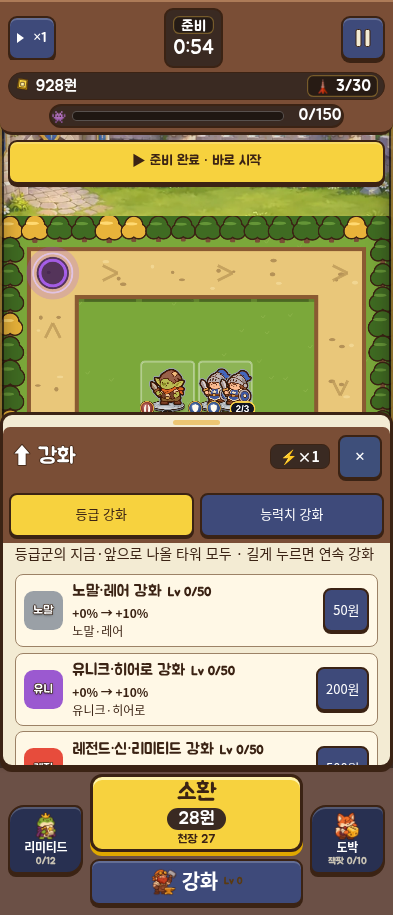 ×1
준비
0:54
928원
3/30
0/150
▶ 준비 완료 · 바로 시작
2/3
강화
⚡×1
×
등급 강화
능력치 강화
등급군의 지금·앞으로 나올 타워 모두 · 길게 누르면 연속 강화
노말
노말·레어 강화 Lv 0/50
+0% → +10%
노말·레어
50원
유니
유니크·히어로 강화 Lv 0/50
+0% → +10%
유니크·히어로
200원
레전드·신·리미티드 강화 Lv 0/50
소환
28원
천장 27
리미티드
0/12
도박
잭팟 0/10
강화 Lv 0